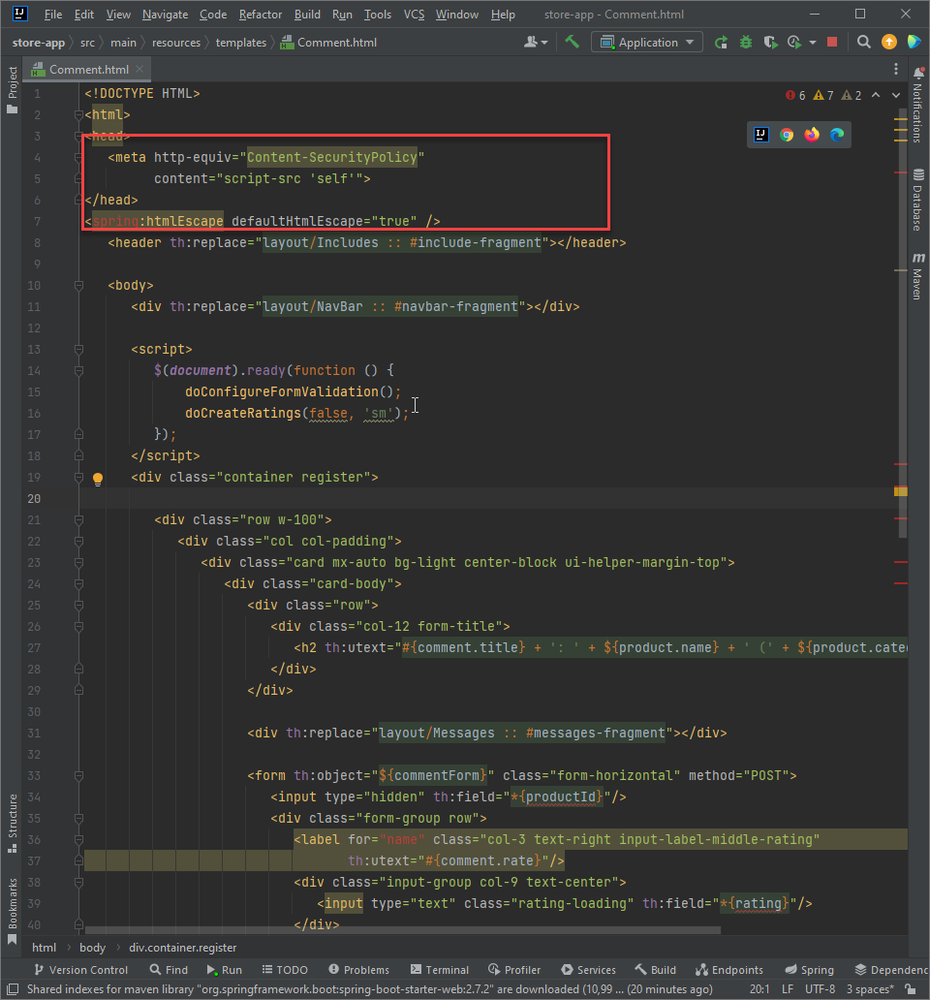 IJ File Edit View Navigate Code Refactor Build Run Tools VCS Window Help store-app - Comment.html
store-app src main resources templates Comment.html Application
Project
Comment.html
Notifications
Database
m Maven
6 7 2
1 <!DOCTYPE HTML>
2 <html>
3 <head>
4 <meta http-equiv="Content-SecurityPolicy"
5 content="script-src 'self'">
6 </head>
7 <spring:htmlEscape defaultHtmlEscape="true" />
8 <header th:replace="layout/Includes :: #include-fragment"></header>
9
10 <body>
11 <div th:replace="layout/NavBar :: #navbar-fragment"></div>
12
13 <script>
14 $(document).ready(function () {
15 doConfigureFormValidation();
16 doCreateRatings(false, 'sm');
17 });
18 </script>
19 <div class="container register">
20
21 <div class="row w-100">
22 <div class="col col-padding">
23 <div class="card mx-auto bg-light center-block ui-helper-margin-top">
24 <div class="card-body">
25 <div class="row">
26 <div class="col-12 form-title">
27 <h2 th:utext="#{comment.title} + ': ' + ${product.name} + ' (' + ${product.cate
28 </div>
29 </div>
30
31 <div th:replace="layout/Messages :: #messages-fragment"></div>
32
33 <form th:object="${commentForm}" class="form-horizontal" method="POST">
34 <input type="hidden" th:field="*{productId}"/>
35 <div class="form-group row">
36 <label for="name" class="col-3 text-right input-label-middle-rating"
37 th:utext="#{comment.rate}"/>
38 <div class="input-group col-9 text-center">
39 <input type="text" class="rating-loading" th:field="*{rating}"/>
40 </div>
Structure
Bookmarks
html body div.container.register
Version Control Find Run TODO Problems Terminal Profiler Services Build Endpoints Spring Dependenc
Shared indexes for maven library "org.springframework.boot:spring-boot-starter-web:2.7.2" are downloaded (10,99 ... (20 minutes ago) 20:1 LF UTF-8 3 spaces*